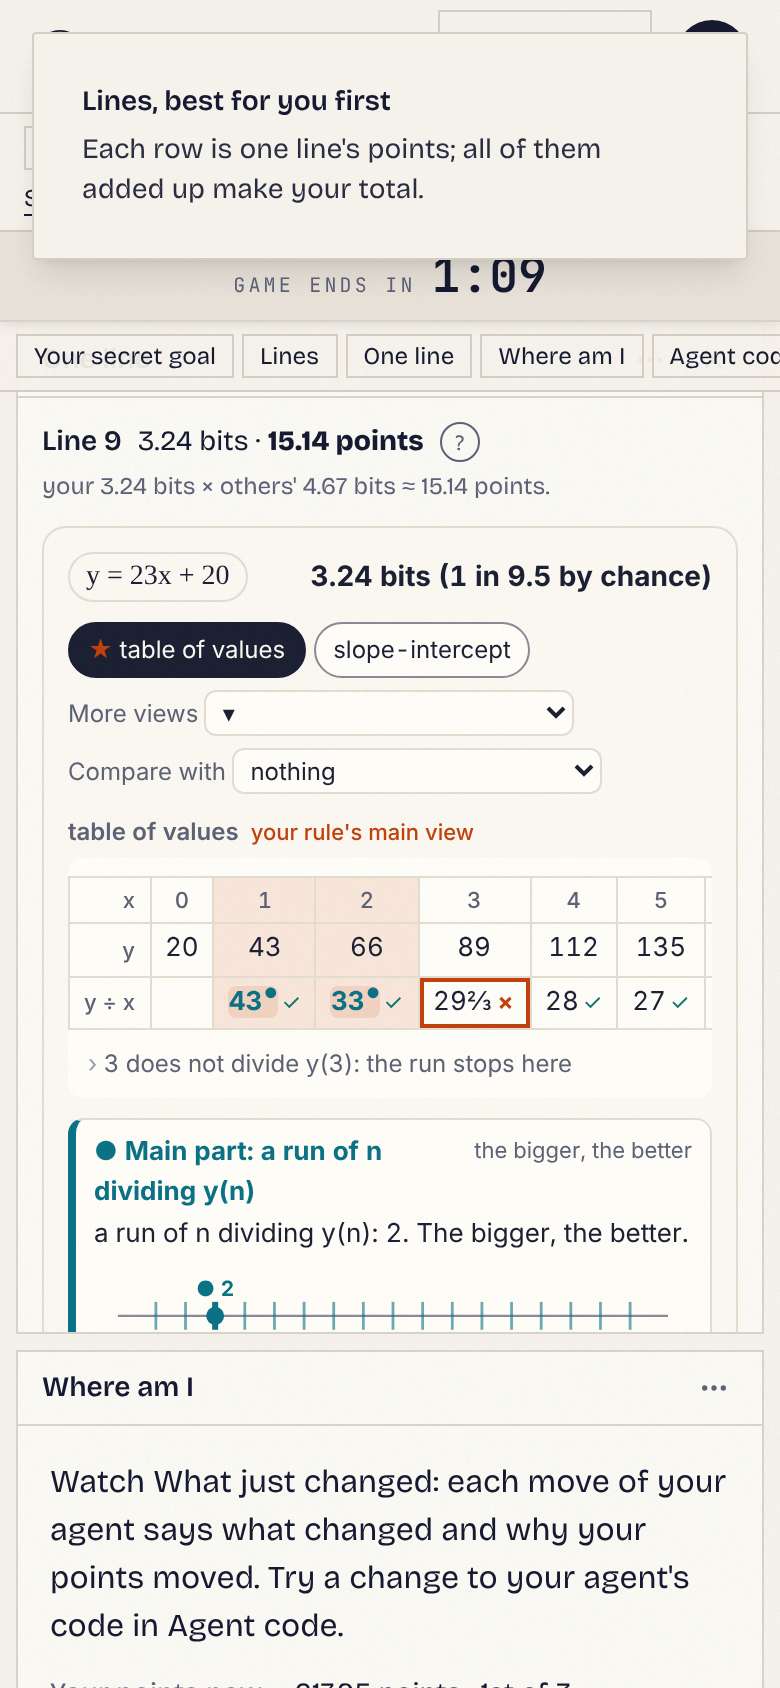 Lines, best for you first
Each row is one line's points; all of them
added up make your total.
GAME ENDS IN 1:09
Your secret goal
Lines
One line
Where am I
Agent
Line 9 3.24 bits · 15.14 points ?
your 3.24 bits × others' 4.67 bits ≈ 15.14 points.
y = 23x + 20 3.24 bits (1 in 9.5 by chance)
★ table of values slope-intercept
More views ▾
Compare with nothing
table of values your rule's main view
x 0 1 2 3 4 5
y 20 43 66 89 112 135
y ÷ x 43 ✓ 33 ✓ 29⅔ × 28 ✓ 27 ✓
› 3 does not divide y(3): the run stops here
Main part: a run of n
dividing y(n)
the bigger, the better
a run of n dividing y(n): 2. The bigger, the better.
2
Where am I
Watch What just changed: each move of your
agent says what changed and why your
points moved. Try a change to your agent's
code in Agent code.